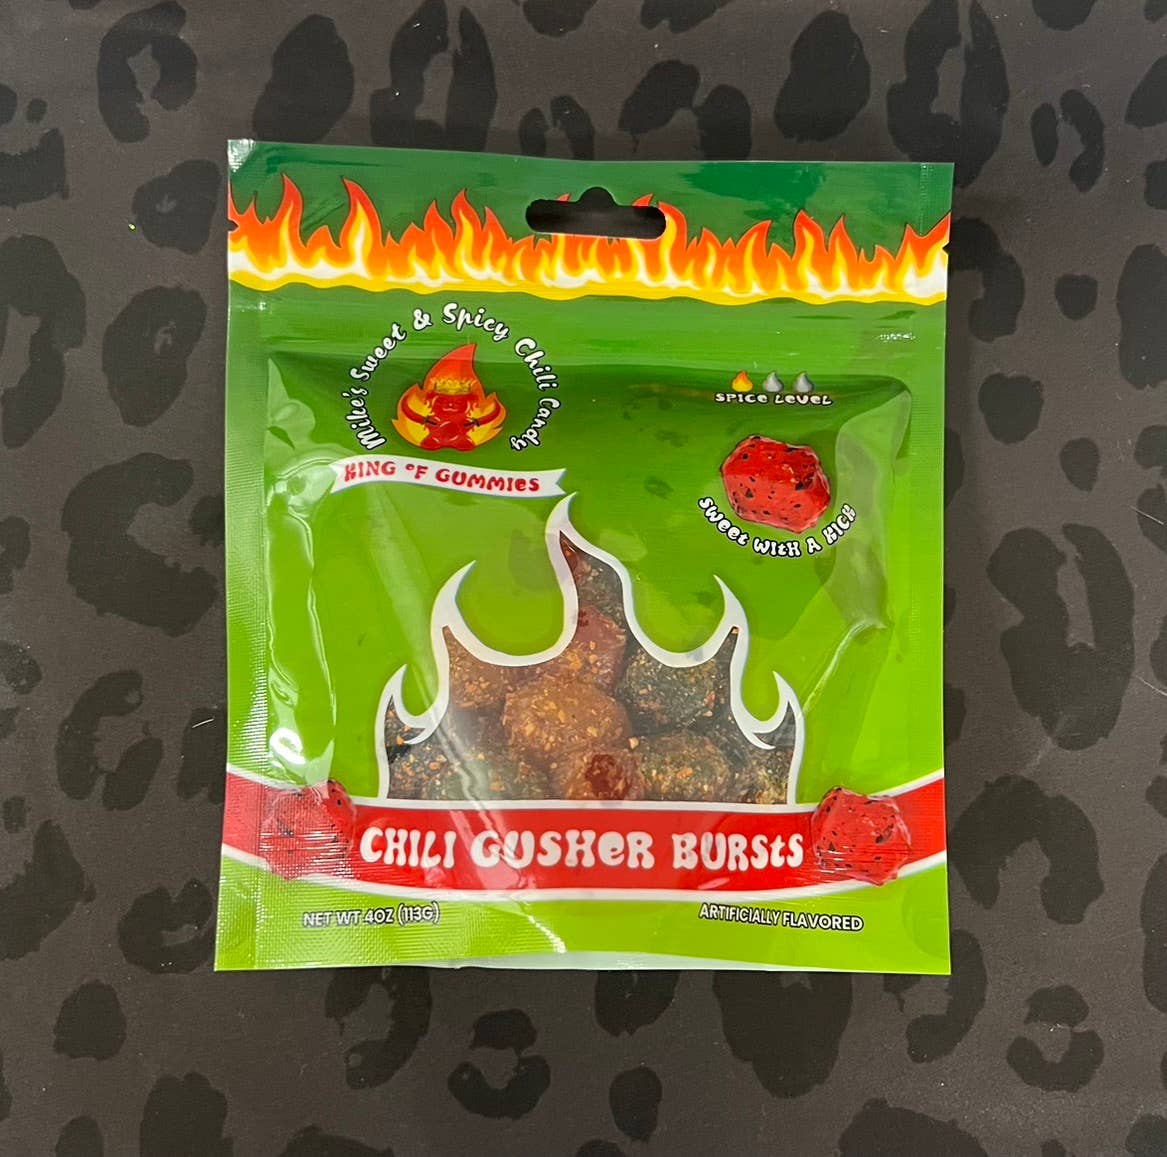 Mike's Sweet & Spicy Chili Candy
KING OF GUMMIES
SPICE LEVEL
SWEET WITH A KICK
CHILI GUSHER BURSTS
NET WT 4OZ (113G)
ARTIFICIALLY FLAVORED